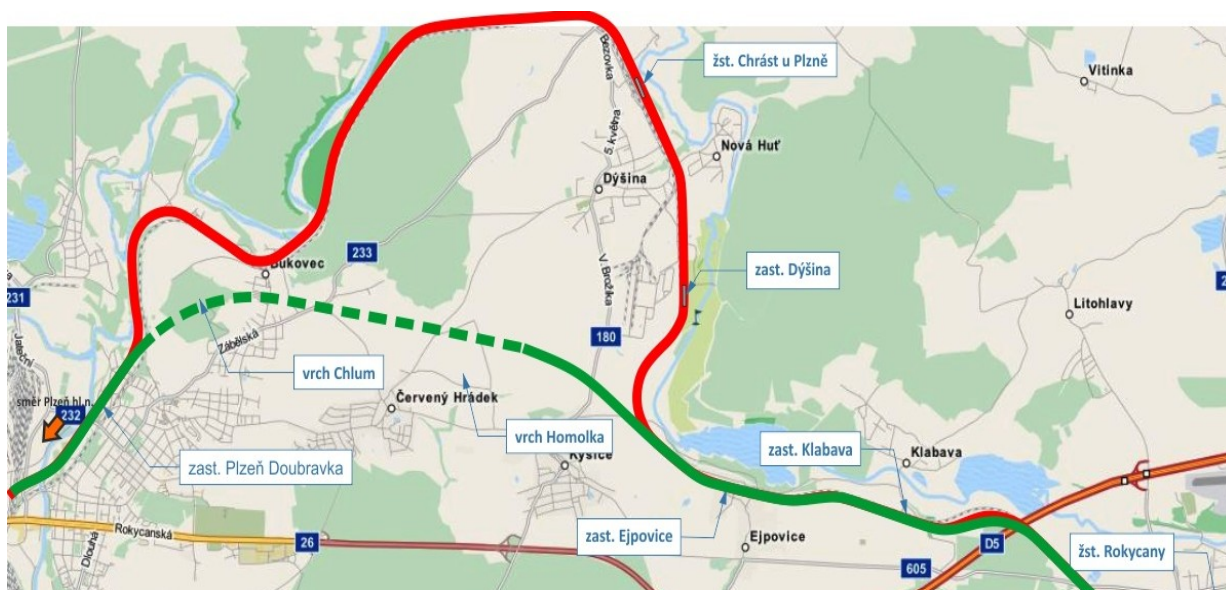 Bezovka
žst. Chrást u Plzně
Vitinka
5. května
Nová Huť
Dýšina
233
Bukovec
V. Brožíka
zast. Dýšina
231
Litohlavy
Jateční
Zábělská
180
vrch Chlum
směr Plzeň hl.n.
232
Červený Hrádek
vrch Homolka
zast. Klabava
Klabava
zast. Plzeň Doubravka
Kyšice
Rokycanská
Dlouhá
26
zast. Ejpovice
Ejpovice
D5
605
žst. Rokycany